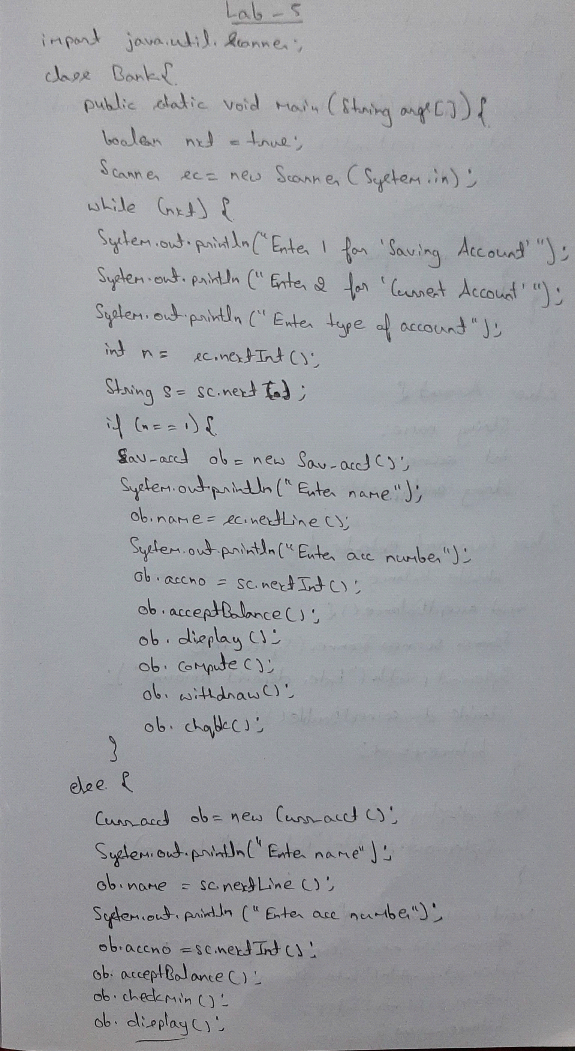 Lab - 5
import java.util.Scanner;
class Bank{
public static void main (String args[]) {
boolean nxt = true;
Scanner sc = new Scanner (System.in);
while (nxt) {
System.out.println("Enter 1 for 'Saving Account' ");
System.out.println (" Enter 2 for 'Current Account' ");
System.out.println (" Enter type of account");
int n = sc.nextInt();
String s = sc.next ;
if (n == 1) {
Sav-acct ob = new Sav-acct();
System.out.println (" Enter name");
ob.name = sc.nextLine ();
System.out.println("Enter acc number");
ob.accno = sc.nextInt();
ob.acceptBalance();
ob.display ();
ob.compute ();
ob.withdraw();
ob.
}
else {
Curr-acct ob = new Curr-acct ();
System.out.println(" Enter name");
ob.name = sc.nextLine ();
System.out.println (" Enter acc number");
ob.accno = sc.nextInt();
ob.acceptBalance();
ob.checkmin ();
ob.display();